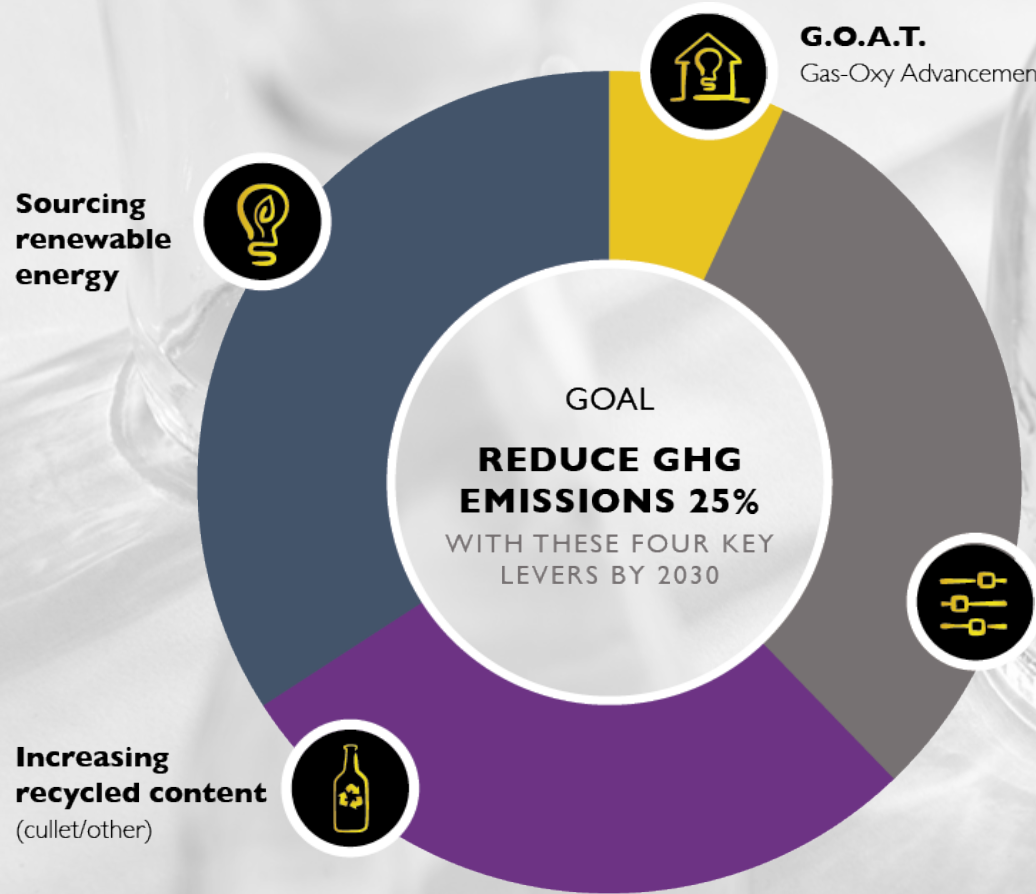 G.O.A.T.
Gas-Oxy Advancemen
Sourcing
renewable
energy
GOAL
REDUCE GHG
EMISSIONS 25%
WITH THESE FOUR KEY
LEVERS BY 2030
Increasing
recycled content
(cullet/other)